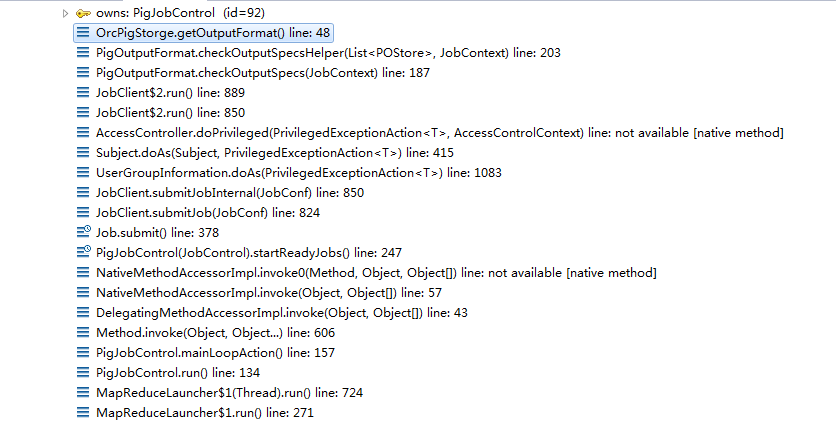 owns: PigJobControl (id=92)
OrcPigStorge.getOutputFormat() line: 48
PigOutputFormat.checkOutputSpecsHelper(List<POStore>, JobContext) line: 203
PigOutputFormat.checkOutputSpecs(JobContext) line: 187
JobClient$2.run() line: 889
JobClient$2.run() line: 850
AccessController.doPrivileged(PrivilegedExceptionAction<T>, AccessControlContext) line: not available [native method]
Subject.doAs(Subject, PrivilegedExceptionAction<T>) line: 415
UserGroupInformation.doAs(PrivilegedExceptionAction<T>) line: 1083
JobClient.submitJobInternal(JobConf) line: 850
JobClient.submitJob(JobConf) line: 824
Job.submit() line: 378
PigJobControl(JobControl).startReadyJobs() line: 247
NativeMethodAccessorImpl.invoke0(Method, Object, Object[]) line: not available [native method]
NativeMethodAccessorImpl.invoke(Object, Object[]) line: 57
DelegatingMethodAccessorImpl.invoke(Object, Object[]) line: 43
Method.invoke(Object, Object...) line: 606
PigJobControl.mainLoopAction() line: 157
PigJobControl.run() line: 134
MapReduceLauncher$1(Thread).run() line: 724
MapReduceLauncher$1.run() line: 271